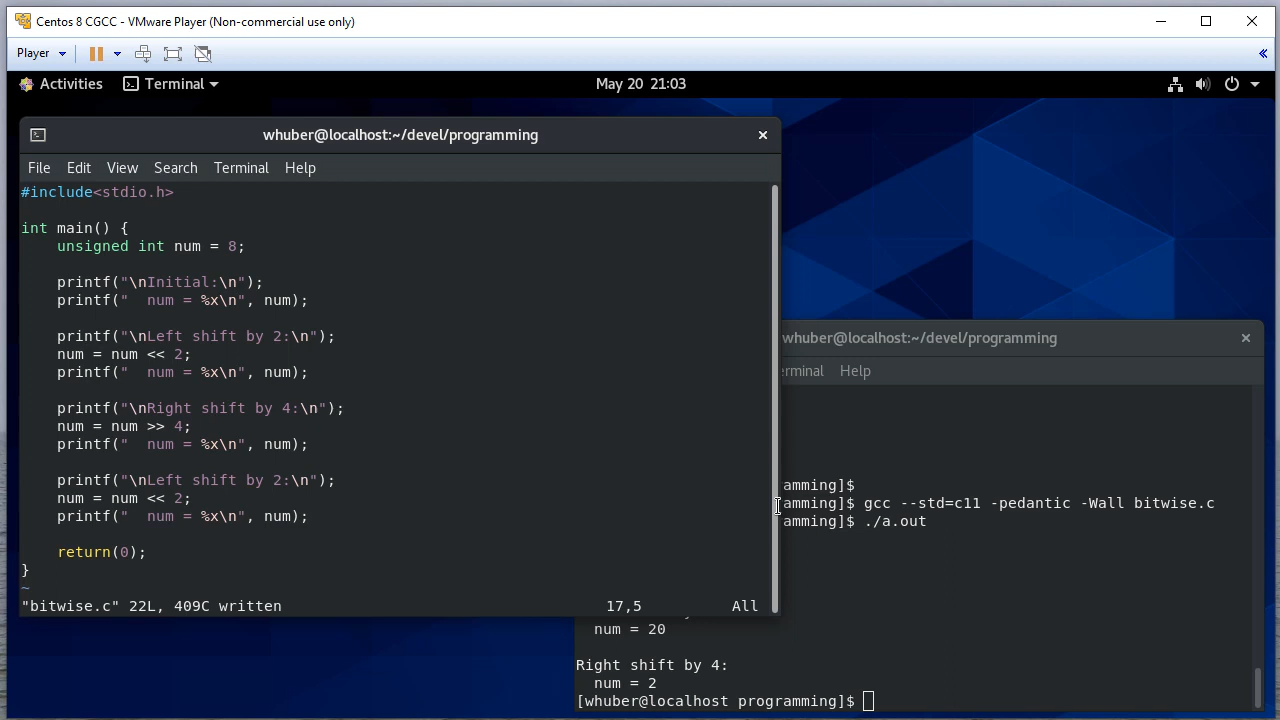 Centos 8 CGCC - VMware Player (Non-commercial use only)
Player
Activities Terminal May 20 21:03
whuber@localhost:~/devel/programming
File Edit View Search Terminal Help
#include<stdio.h>
int main() {
    unsigned int num = 8;
    printf("\nInitial:\n");
    printf("  num = %x\n", num);
    printf("\nLeft shift by 2:\n");
    num = num << 2;
    printf("  num = %x\n", num);
    printf("\nRight shift by 4:\n");
    num = num >> 4;
    printf("  num = %x\n", num);
    printf("\nLeft shift by 2:\n");
    num = num << 2;
    printf("  num = %x\n", num);
    return(0);
}
~
"bitwise.c" 22L, 409C written 17,5 All
whuber@localhost:~/devel/programming
erminal Help
amming]$
amming]$ gcc --std=c11 -pedantic -Wall bitwise.c
amming]$ ./a.out
  num = 20
Right shift by 4:
  num = 2
[whuber@localhost programming]$